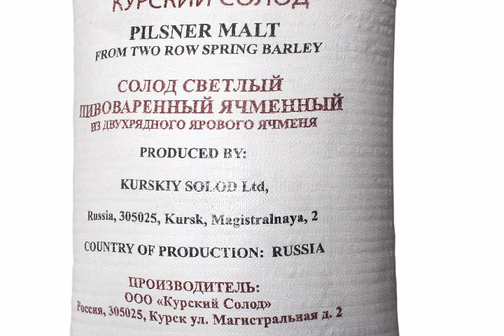 КУРСКИЙ СОЛОД
PILSNER MALT
FROM TWO ROW SPRING BARLEY
СОЛОД СВЕТЛЫЙ
ПИВОВАРЕННЫЙ ЯЧМЕННЫЙ
ИЗ ДВУХРЯДНОГО ЯРОВОГО ЯЧМЕНЯ
PRODUCED BY:
KURSKIY SOLOD Ltd,
Russia, 305025, Kursk, Magistralnaya, 2
COUNTRY OF PRODUCTION: RUSSIA
ПРОИЗВОДИТЕЛЬ:
ООО «Курский Солод»
Россия, 305025, Курск ул. Магистральная д. 2